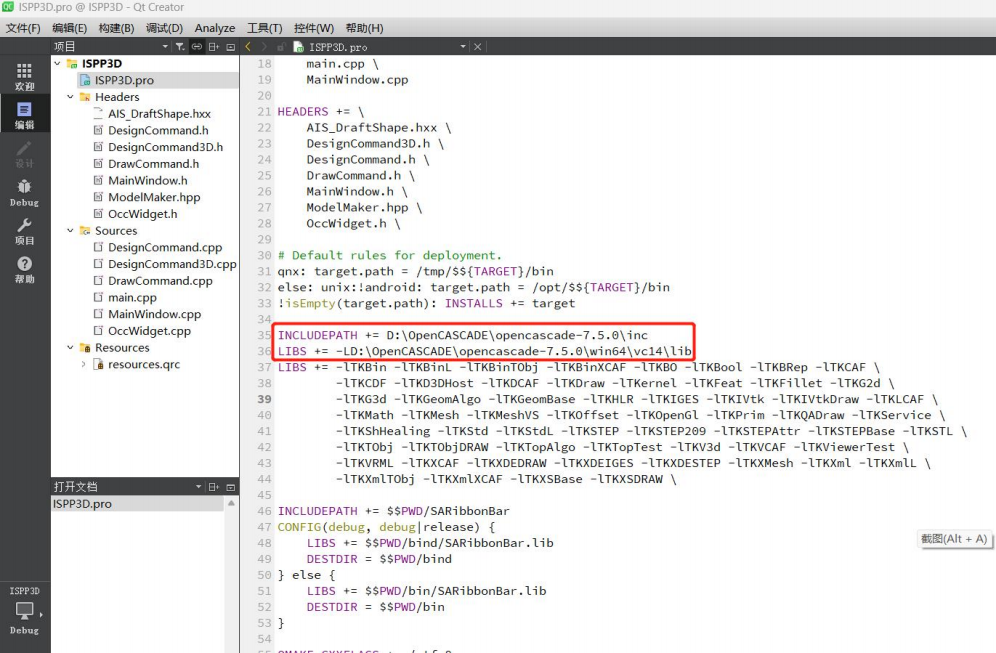 ISPP3D.pro @ ISPP3D - Qt Creator
文件(F) 编辑(E) 构建(B) 调试(D) Analyze 工具(T) 控件(W) 帮助(H)
项目
ISPP3D.pro
欢迎
编辑
设计
Debug
项目
帮助
ISPP3D
Debug
ISPP3D
ISPP3D.pro
Headers
AIS_DraftShape.hxx
DesignCommand.h
DesignCommand3D.h
DrawCommand.h
MainWindow.h
ModelMaker.hpp
OccWidget.h
Sources
DesignCommand.cpp
DesignCommand3D.cpp
DrawCommand.cpp
main.cpp
MainWindow.cpp
OccWidget.cpp
Resources
resources.qrc
打开文档
ISPP3D.pro
18 main.cpp \
19 MainWindow.cpp
20
21 HEADERS += \
22 AIS_DraftShape.hxx \
23 DesignCommand3D.h \
24 DesignCommand.h \
25 DrawCommand.h \
26 MainWindow.h \
27 ModelMaker.hpp \
28 OccWidget.h \
29
30 # Default rules for deployment.
31 qnx: target.path = /tmp/$${TARGET}/bin
32 else: unix:!android: target.path = /opt/$${TARGET}/bin
33 !isEmpty(target.path): INSTALLS += target
34
35 INCLUDEPATH += D:\OpenCASCADE\opencascade-7.5.0\inc
36 LIBS += -LD:\OpenCASCADE\opencascade-7.5.0\win64\vc14\lib
37 LIBS += -lTKBin -lTKBinL -lTKBinTObj -lTKBinXCAF -lTKBO -lTKBool -lTKBRep -lTKCAF \
38 -lTKCDF -lTKD3DHost -lTKDCAF -lTKDraw -lTKernel -lTKFeat -lTKFillet -lTKG2d \
39 -lTKG3d -lTKGeomAlgo -lTKGeomBase -lTKHLR -lTKIGES -lTKIVtk -lTKIVtkDraw -lTKLCAF \
40 -lTKMath -lTKMesh -lTKMeshVS -lTKOffset -lTKOpenGl -lTKPrim -lTKQADraw -lTKService \
41 -lTKShHealing -lTKStd -lTKStdL -lTKSTEP -lTKSTEP209 -lTKSTEPAttr -lTKSTEPBase -lTKSTL \
42 -lTKTObj -lTKTObjDRAW -lTKTopAlgo -lTKTopTest -lTKV3d -lTKVCAF -lTKViewerTest \
43 -lTKVRML -lTKXCAF -lTKXDEDRAW -lTKXDEIGES -lTKXDESTEP -lTKXMesh -lTKXml -lTKXmlL \
44 -lTKXmlTObj -lTKXmlXCAF -lTKXSBase -lTKXSDRAW \
45
46 INCLUDEPATH += $$PWD/SARibbonBar
47 CONFIG(debug, debug|release) {
48 LIBS += $$PWD/bind/SARibbonBar.lib
49 DESTDIR = $$PWD/bind
50 } else {
51 LIBS += $$PWD/bin/SARibbonBar.lib
52 DESTDIR = $$PWD/bin
53 }
54
截图(Alt + A)